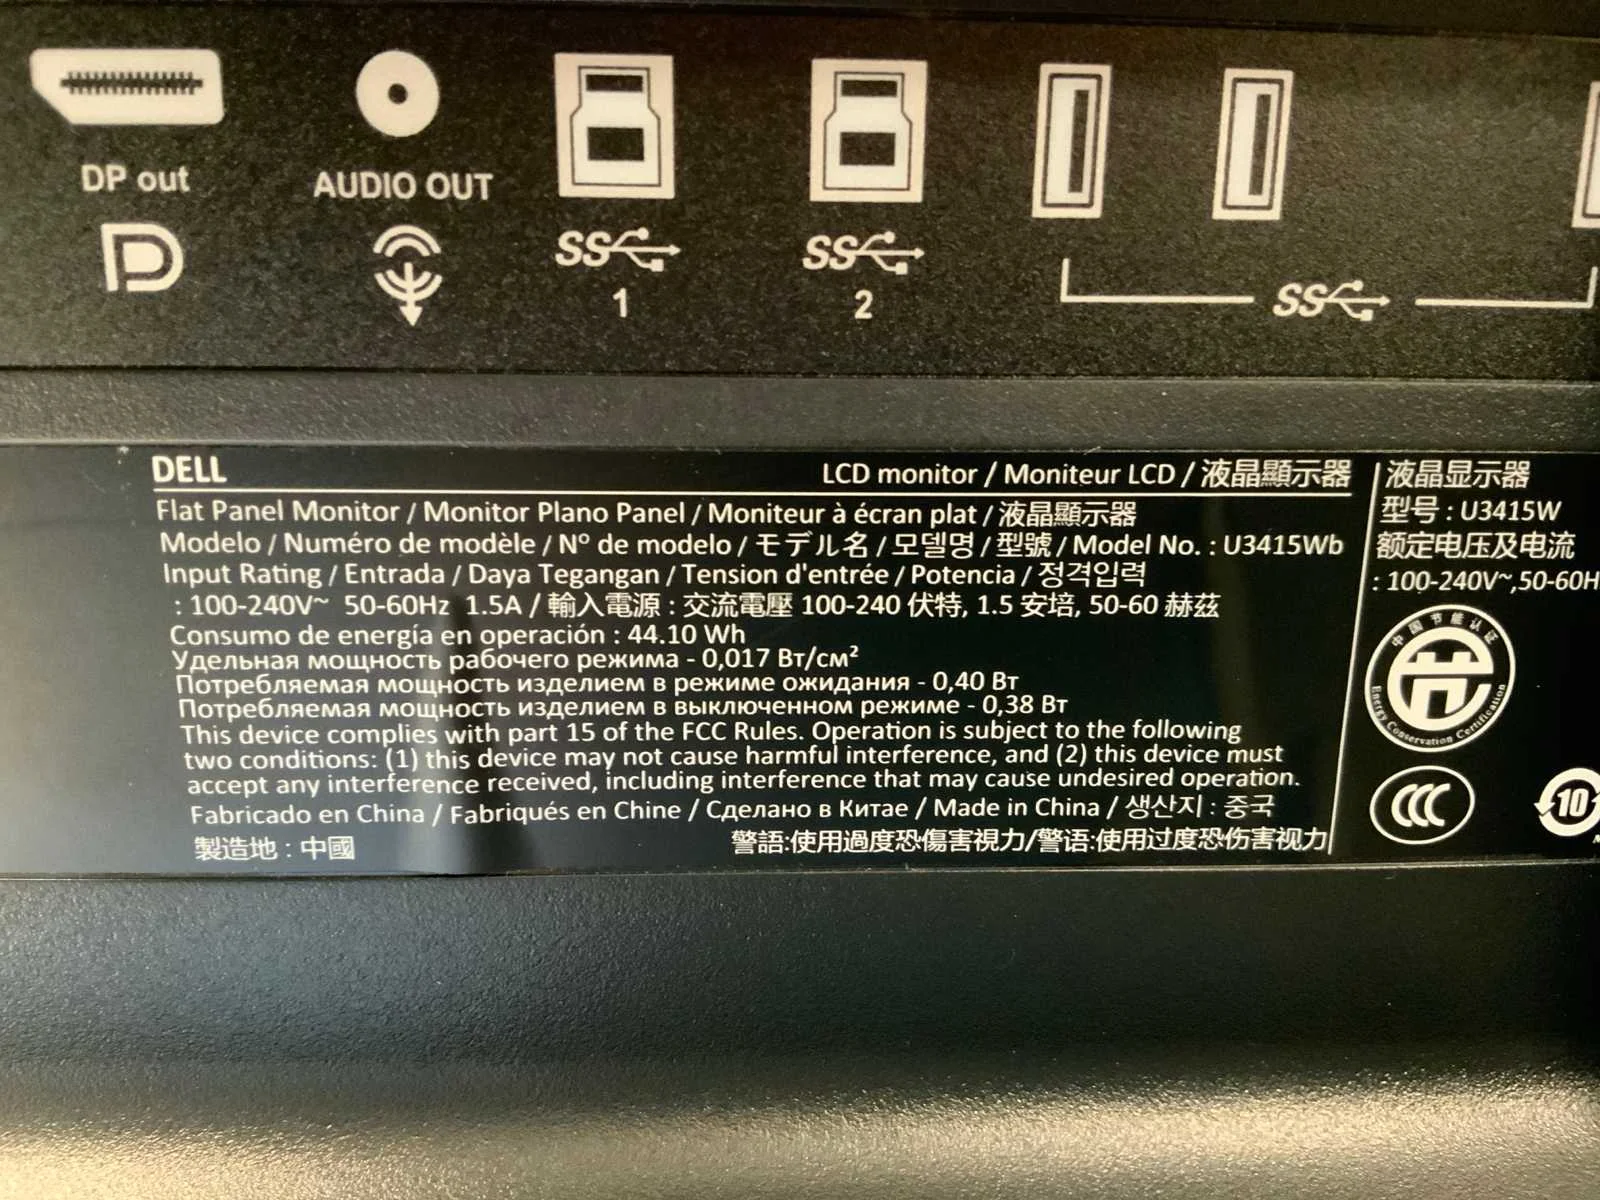 DP out
AUDIO OUT
SS
1
SS
2
SS
DELL
LCD monitor / Moniteur LCD / 液晶顯示器
Flat Panel Monitor / Monitor Plano Panel / Moniteur à écran plat / 液晶顯示器
Modelo / Numéro de modèle / Nº de modelo / モデル名 / 모델명 / 型號 / Model No. : U3415Wb
Input Rating / Entrada / Daya Tegangan / Tension d'entrée / Potencia / 정격입력
: 100-240V~ 50-60Hz 1.5A / 輸入電源 : 交流電壓 100-240 伏特, 1.5 安培, 50-60 赫茲
Consumo de energía en operación : 44.10 Wh
Удельная мощность рабочего режима - 0,017 Вт/см²
Потребляемая мощность изделием в режиме ожидания - 0,40 Вт
Потребляемая мощность изделием в выключенном режиме - 0,38 Вт
This device complies with part 15 of the FCC Rules. Operation is subject to the following
two conditions: (1) this device may not cause harmful interference, and (2) this device must
accept any interference received, including interference that may cause undesired operation.
Fabricado en China / Fabriqués en Chine / Сделано в Китае / Made in China / 생산지 : 중국
製造地 : 中國
警語:使用過度恐傷害視力/警语:使用过度恐伤害视力
液晶显示器
型号 : U3415W
额定电压及电流
: 100-240V~,50-60H
中国节能认证
Energy Conservation Certification
CCC
10